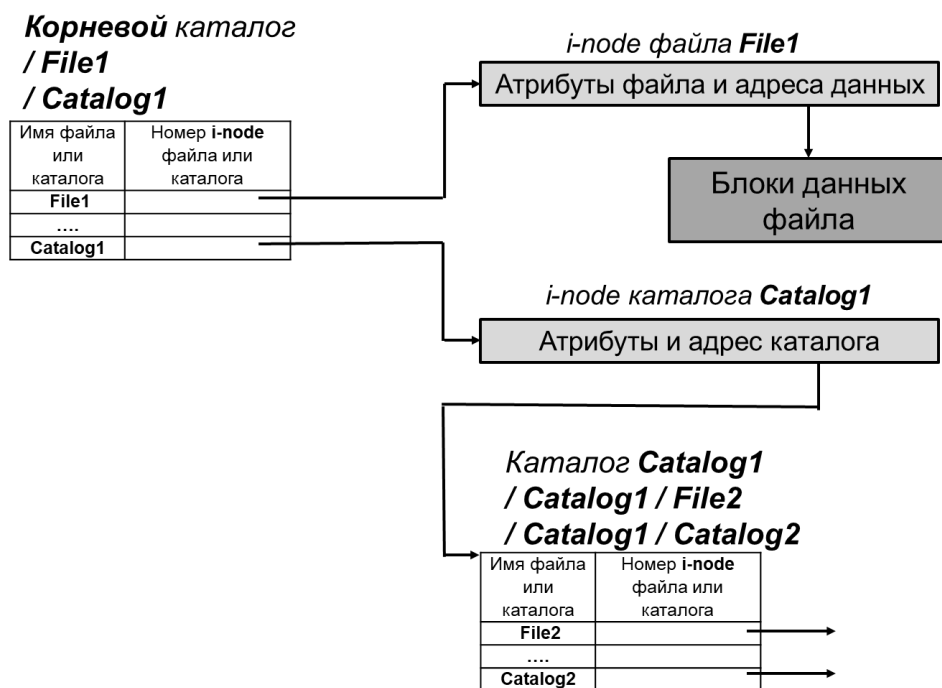 Корневой каталог
/ File1
/ Catalog1
Имя файла
или
каталога
Номер i-node
файла или
каталога
File1
....
Catalog1
i-node файла File1
Атрибуты файла и адреса данных
Блоки данных
файла
i-node каталога Catalog1
Атрибуты и адрес каталога
Каталог Catalog1
/ Catalog1 / File2
/ Catalog1 / Catalog2
Имя файла
или
каталога
Номер i-node
файла или
каталога
File2
....
Catalog2